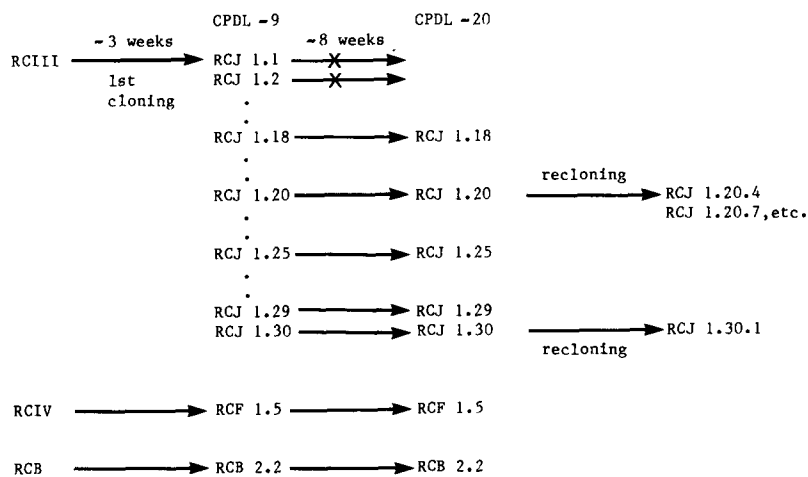 CPDL ~9 CPDL ~20
~3 weeks ~8 weeks
RCIII RCJ 1.1 X
1st cloning RCJ 1.2 X
RCJ 1.18 RCJ 1.18
recloning
RCJ 1.20 RCJ 1.20 RCJ 1.20.4
RCJ 1.20.7,etc.
RCJ 1.25 RCJ 1.25
RCJ 1.29 RCJ 1.29
RCJ 1.30 RCJ 1.30 RCJ 1.30.1
recloning
RCIV RCF 1.5 RCF 1.5
RCB RCB 2.2 RCB 2.2